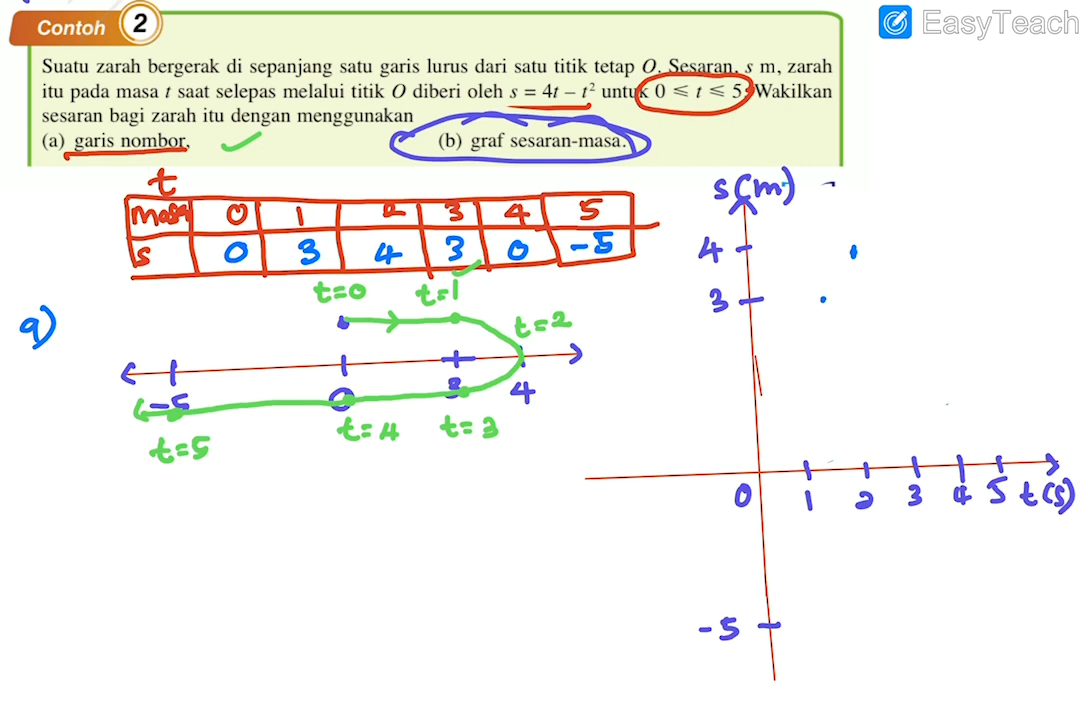 Contoh 2
EasyTeach
Suatu zarah bergerak di sepanjang satu garis lurus dari satu titik tetap O. Sesaran, s m, zarah
itu pada masa t saat selepas melalui titik O diberi oleh s = 4t – t² untuk 0 ⩽ t ⩽ 5. Wakilkan
sesaran bagi zarah itu dengan menggunakan
(a) garis nombor. (b) graf sesaran-masa.
t
masa 0 1 2 3 4 5
s 0 3 4 3 0 -5
a)
t=0 t=1
t=2
-5 0 3 4
t=5 t=4 t=3
s(m)
4
3
0 1 2 3 4 5 t(s)
-5